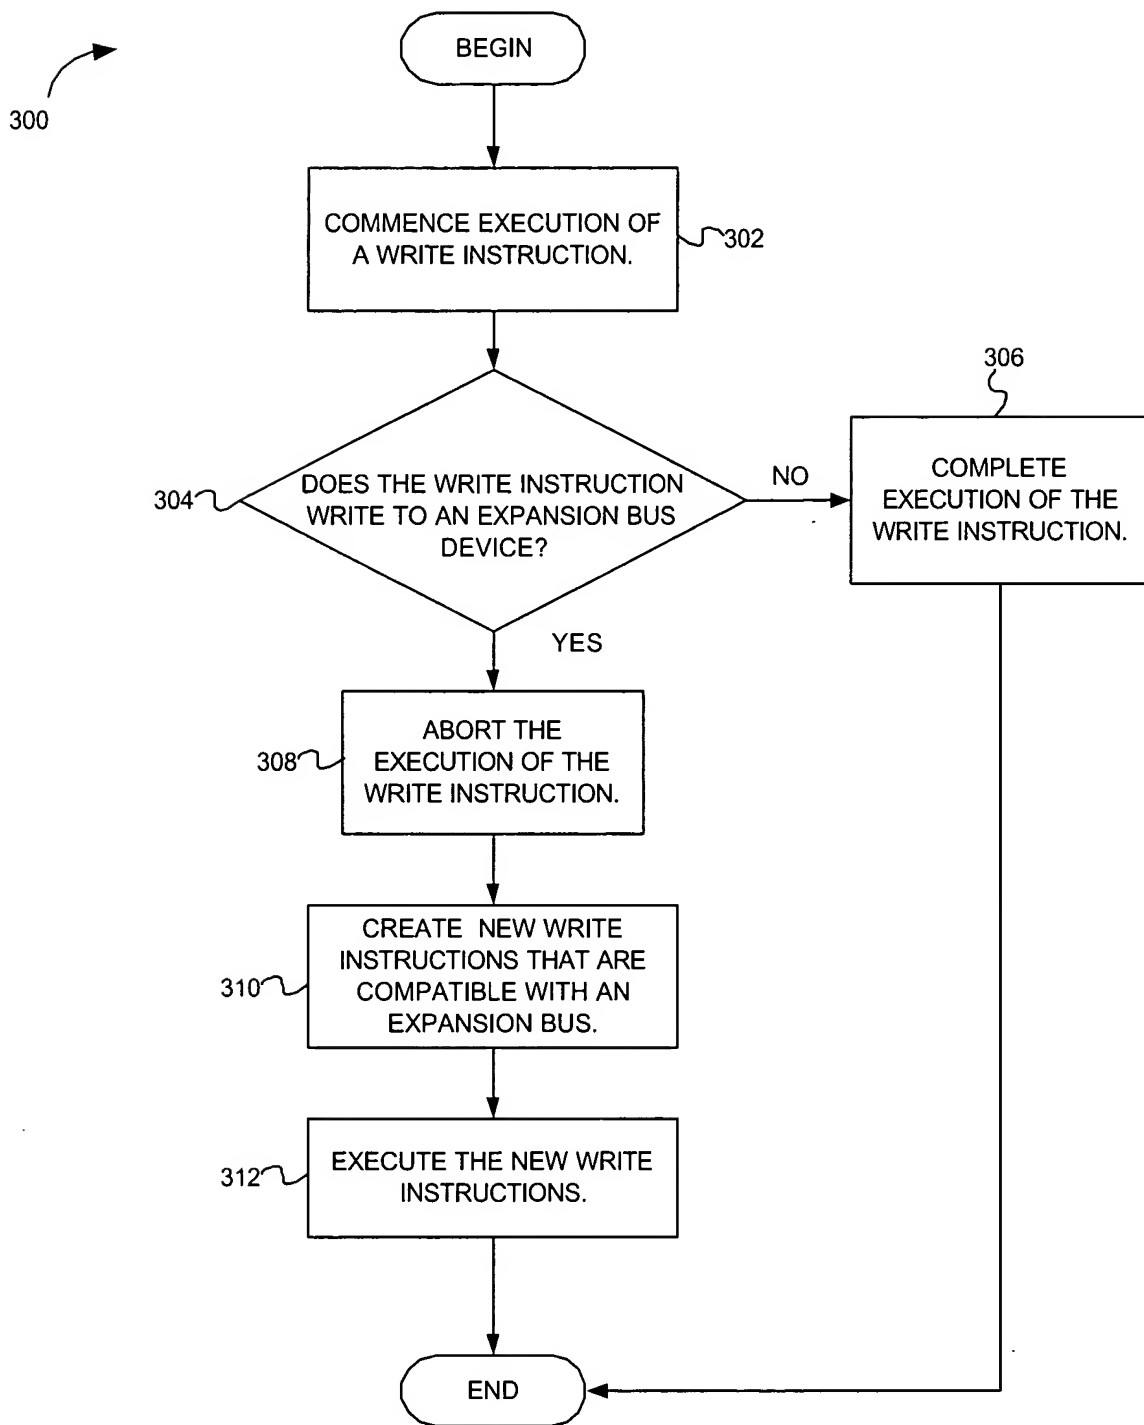 BEGIN
300
COMMENCE EXECUTION OF
A WRITE INSTRUCTION.
302
306
304
DOES THE WRITE INSTRUCTION
WRITE TO AN EXPANSION BUS
DEVICE?
NO
COMPLETE
EXECUTION OF THE
WRITE INSTRUCTION.
YES
308
ABORT THE
EXECUTION OF THE
WRITE INSTRUCTION.
310
CREATE NEW WRITE
INSTRUCTIONS THAT ARE
COMPATIBLE WITH AN
EXPANSION BUS.
312
EXECUTE THE NEW WRITE
INSTRUCTIONS.
END